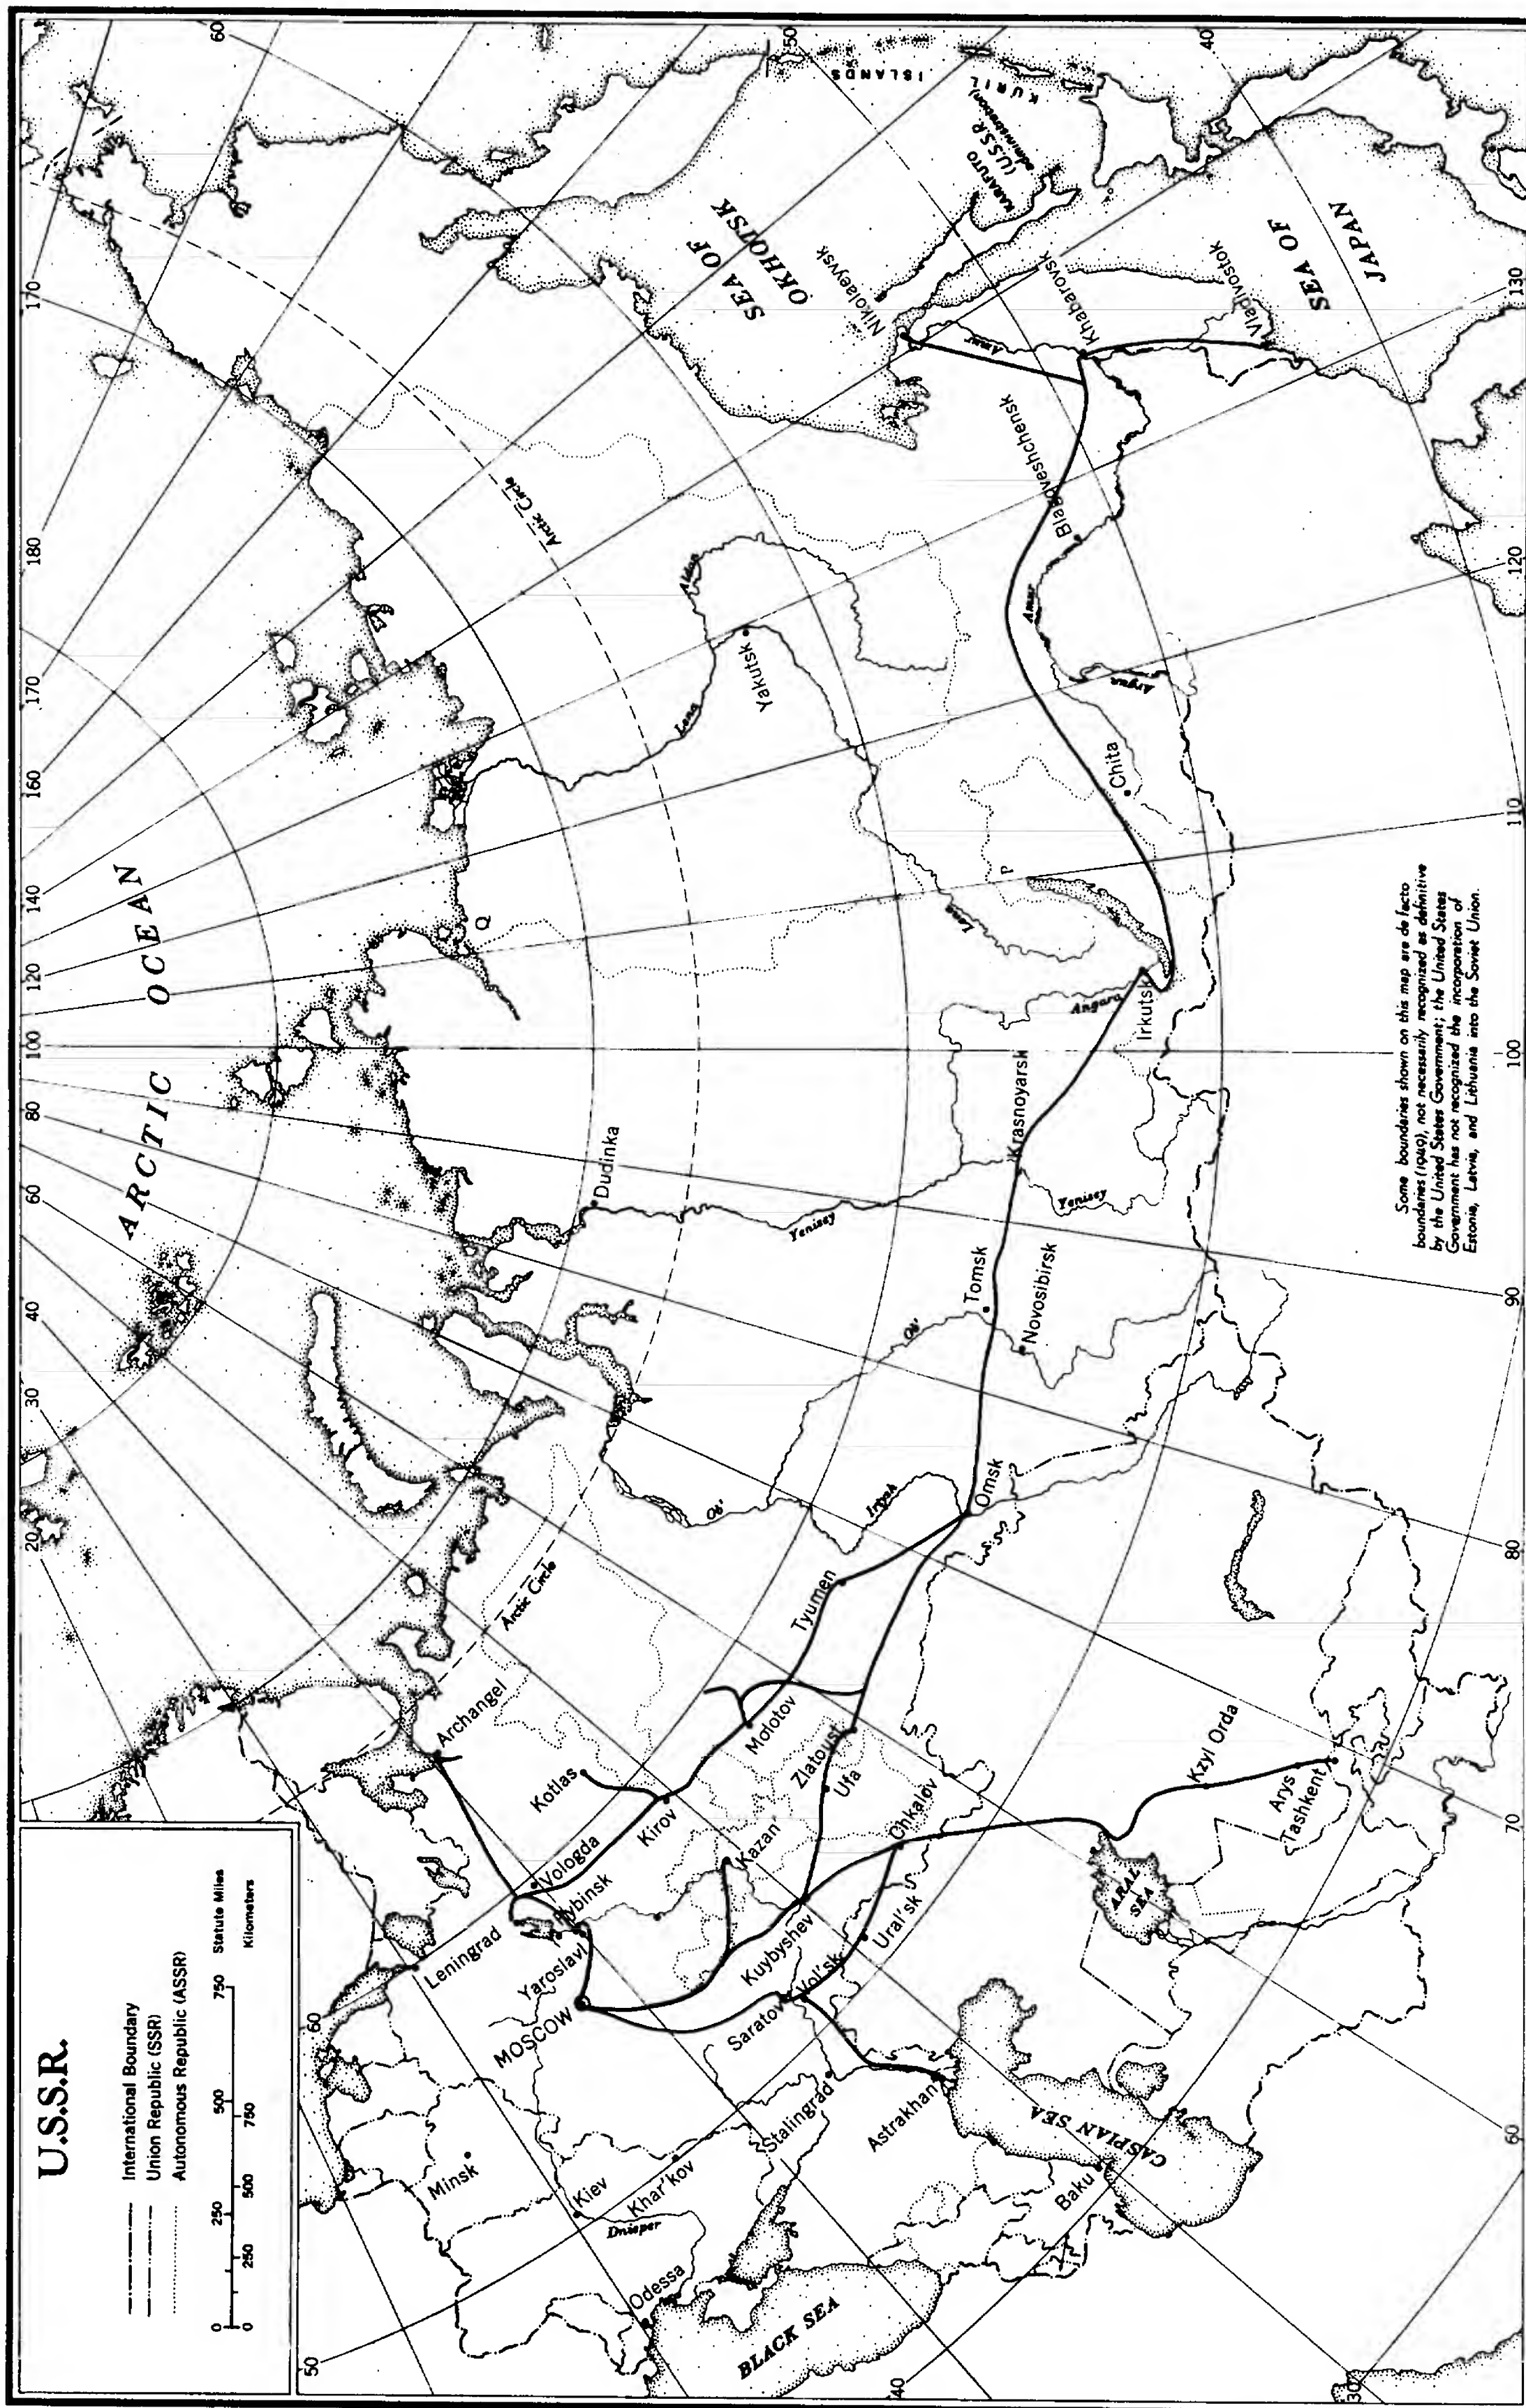 U.S.S.R.
International Boundary
Union Republic (SSR)
Autonomous Republic (ASSR)
0 250 500 750 Statute Miles
0 250 500 750 Kilometers
20
30
40
60
80
100
120
140
160
170
180
170
60
50
40
130
120
110
100
90
80
70
60
30
40
50
60
ARCTIC OCEAN
Arctic Circle
Arctic Circle
SEA OF
OKHOTSK
KURIL
ISLANDS
KARAFUTO
(U.S.S.R.
administration)
SEA OF
JAPAN
Nikolaeyvsk
Khabarovsk
Vladivostok
Amur
Blagoveshchensk
Amur
Argun
Chita
Aldan
Yakutsk
Lena
Lena
P
Q
Angara
Irkutsk
Krasnoyarsk
Yenisey
Yenisey
Dudinka
Tomsk
Novosibirsk
Ob'
Ob'
Irtysh
Omsk
Tyumen
Molotov
Zlatoust
Ufa
Chkalov
Kzyl Orda
Arys
Tashkent
ARAL
SEA
Archangel
Kotlas
Kirov
Kazan'
Vologda
Rybinsk
Yaroslavl
Leningrad
MOSCOW
Kuybyshev
Ural'sk
Vol'sk
Saratov
Stalingrad
Astrakhan
CASPIAN SEA
Baku
Minsk
Kiev
Khar'kov
Dnieper
Odessa
BLACK SEA
Some boundaries shown on this map are de facto
boundaries (1949), not necessarily recognized as definitive
by the United States Government; the United States
Government has not recognized the incorporation of
Estonia, Latvia, and Lithuania into the Soviet Union.